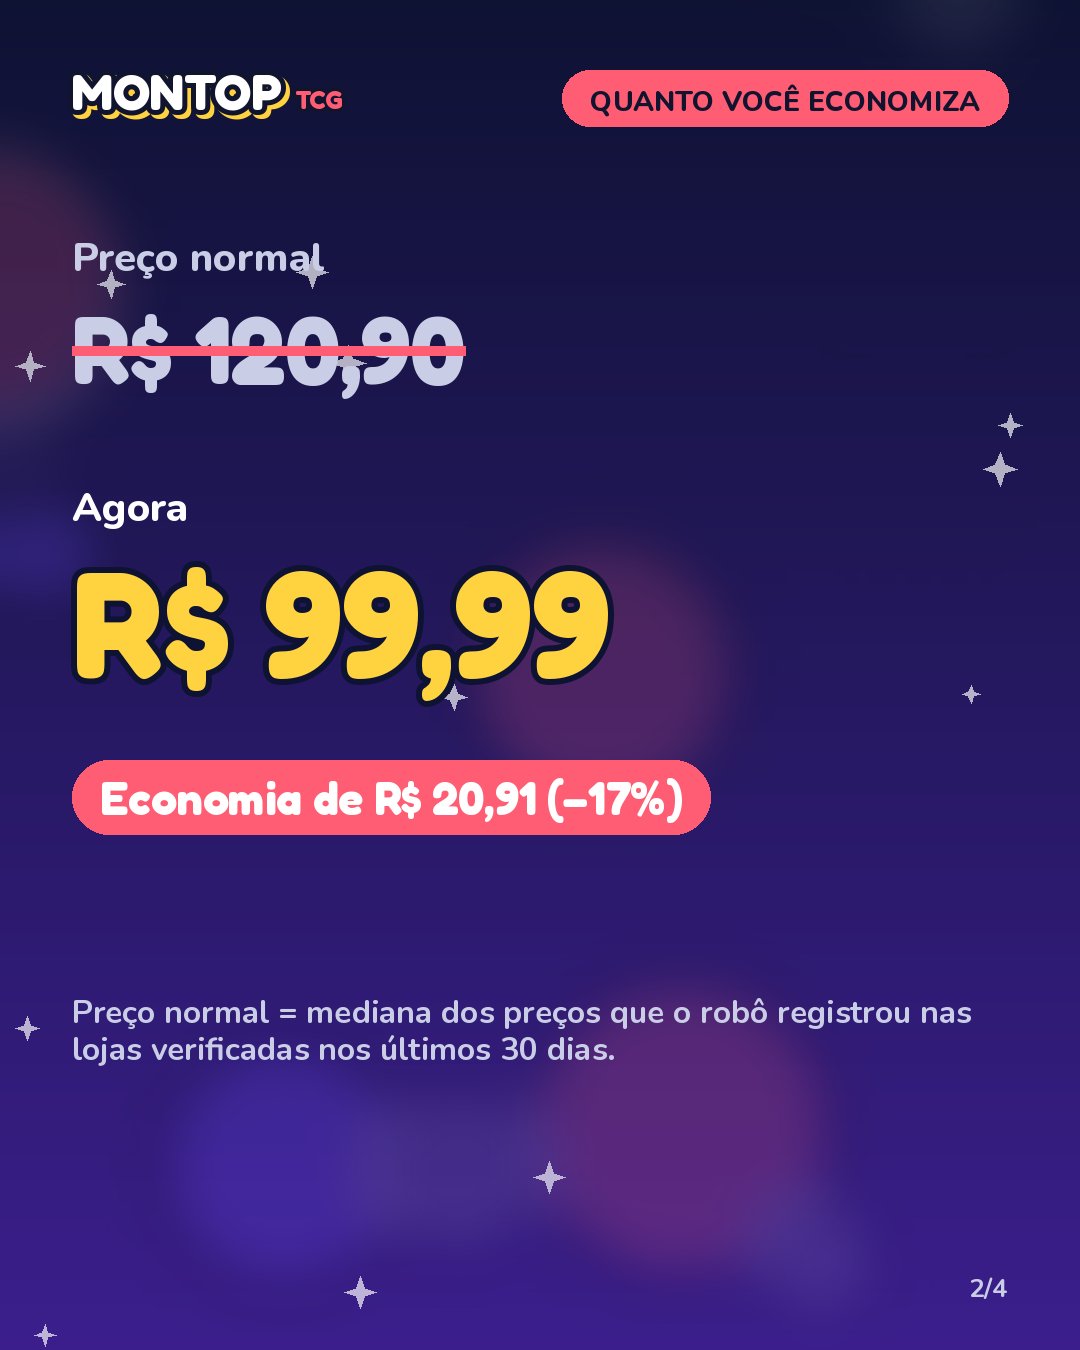 MONTOP TCG
QUANTO VOCÊ ECONOMIZA
Preço normal
R$ 120,90
Agora
R$ 99,99
Economia de R$ 20,91 (–17%)
Preço normal = mediana dos preços que o robô registrou nas
lojas verificadas nos últimos 30 dias.
2/4